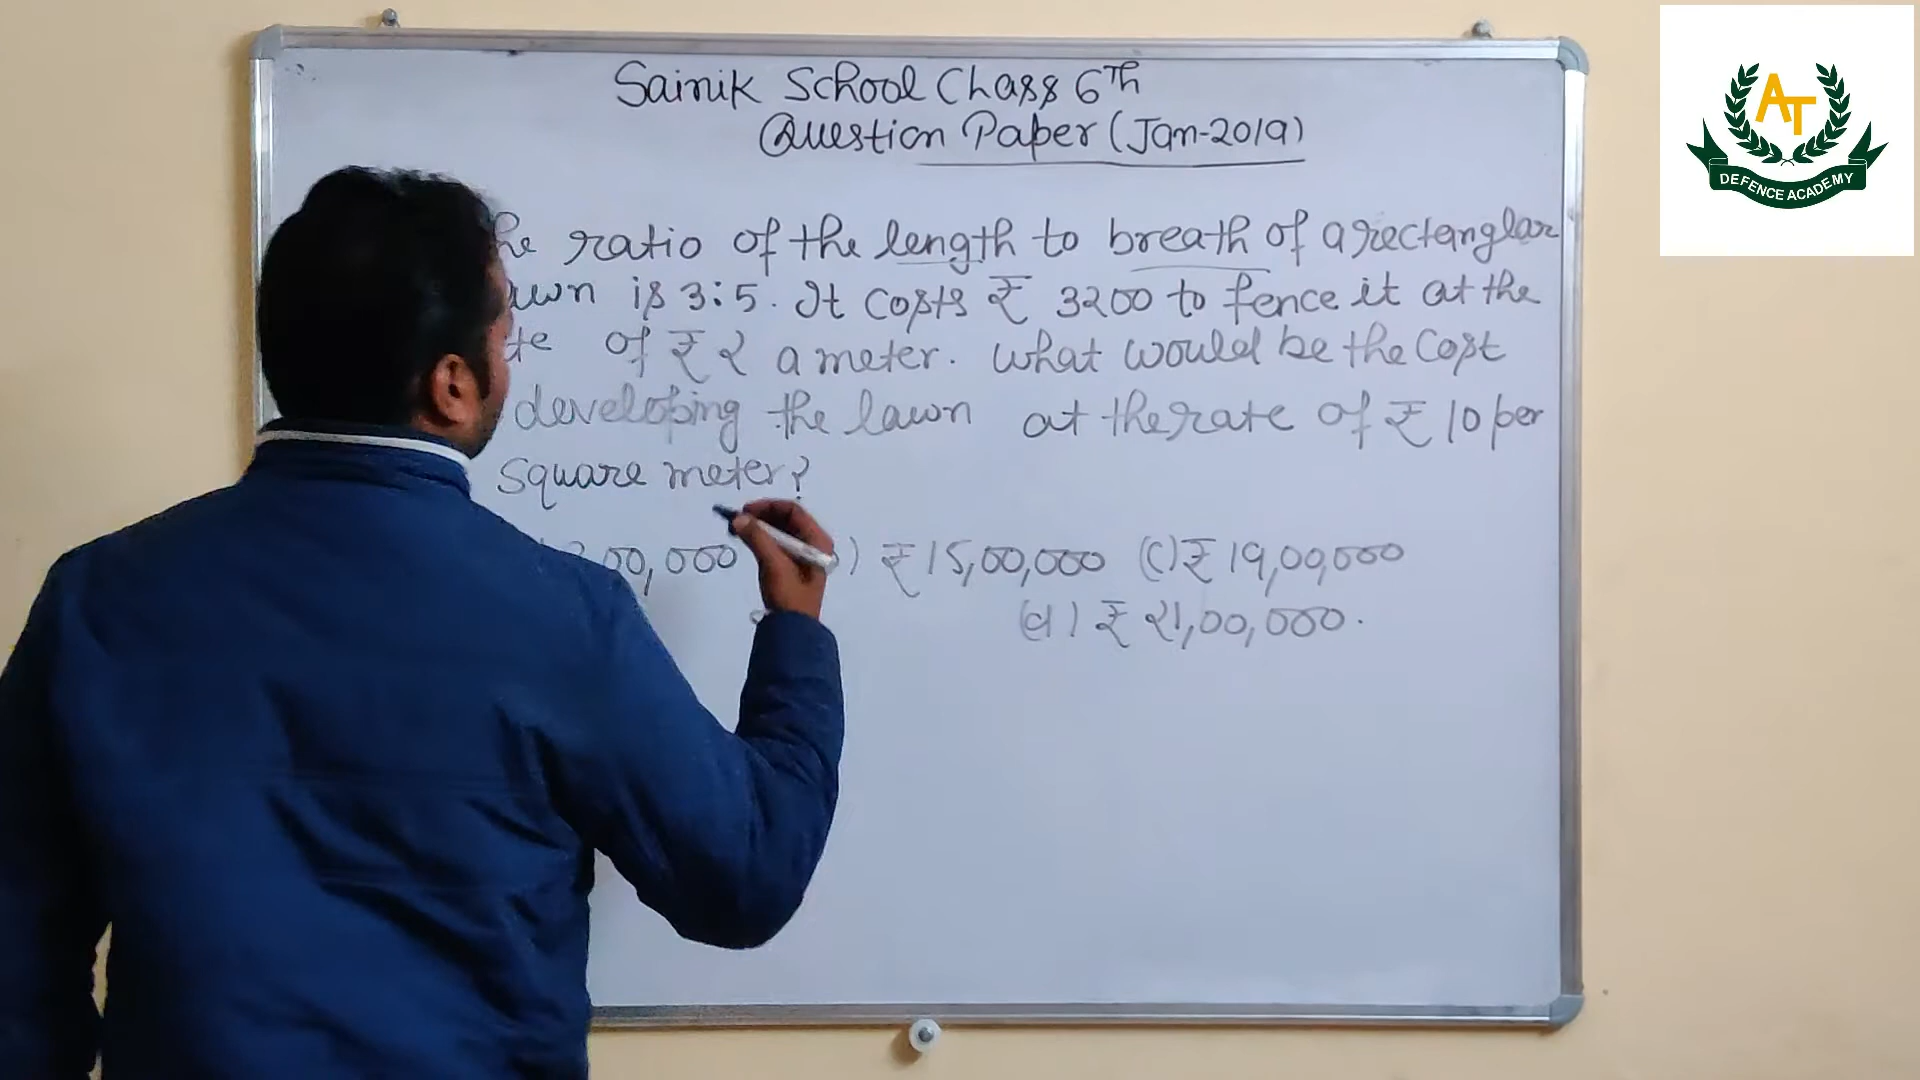 Sainik School Class 6Th
Question Paper (Jan-2019)
ratio of the length to breath of a rectanglar
is 3:5. It costs ₹ 3200 to fence it at the
of ₹ 2 a meter. what would be the cost
developing the lawn at the rate of ₹ 10 per
square meter?
00,000 ) ₹ 15,00,000 (C) ₹ 19,00,000
(d) ₹ 21,00,000.
AT
DEFENCE ACADEMY